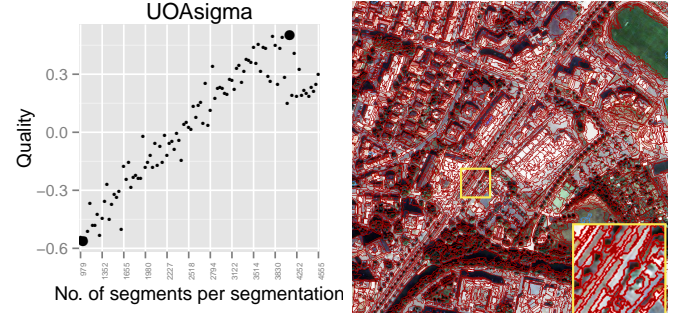 UOAsigma
Quality
0.3
0.0
−0.3
−0.6
979 1352 1655 1980 2227 2518 2794 3122 3514 3830 4252 4555
No. of segments per segmentation